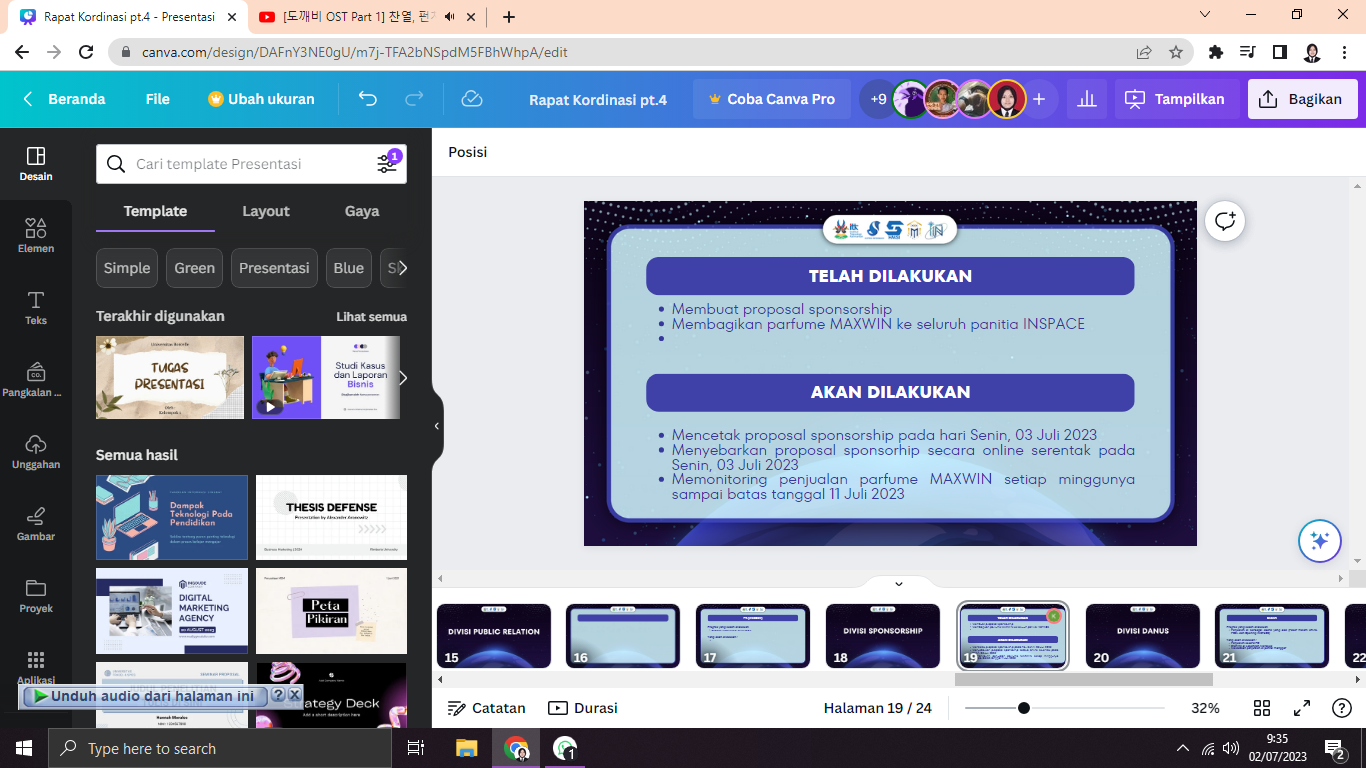 Rapat Kordinasi pt.4 - Presentasi
[도깨비 OST Part 1] 찬열, 펀치
canva.com/design/DAFnY3NE0gU/m7j-TFA2bNSpdM5FBhWhpA/edit
Beranda
File
Ubah ukuran
Rapat Kordinasi pt.4
Coba Canva Pro
+9
Tampilkan
Bagikan
Desain
Elemen
Teks
Pangkalan ...
Unggahan
Gambar
Proyek
Aplikasi
Cari template Presentasi
1
Template
Layout
Gaya
Simple
Green
Presentasi
Blue
Terakhir digunakan
Lihat semua
TUGAS
PRESENTASI
Studi Kasus
dan Laporan
Bisnis
Semua hasil
Dampak
Teknologi Pada
Pendidikan
THESIS DEFENSE
DIGITAL
MARKETING
AGENCY
Peta
Pikiran
Strategy Deck
Unduh audio dari halaman ini
Posisi
TELAH DILAKUKAN
Membuat proposal sponsorship
Membagikan parfume MAXWIN ke seluruh panitia INSPACE
AKAN DILAKUKAN
Mencetak proposal sponsorship pada hari Senin, 03 Juli 2023
Menyebarkan proposal sponsorhip secara online serentak pada
Senin, 03 Juli 2023
Memonitoring penjualan parfume MAXWIN setiap minggunya
sampai batas tanggal 11 Juli 2023
DIVISI PUBLIC RELATION
15
16
17
DIVISI SPONSORSHIP
18
19
DIVISI DANUS
20
21
22
Catatan
Durasi
Halaman 19 / 24
32%
Type here to search
1
9:35
02/07/2023
2